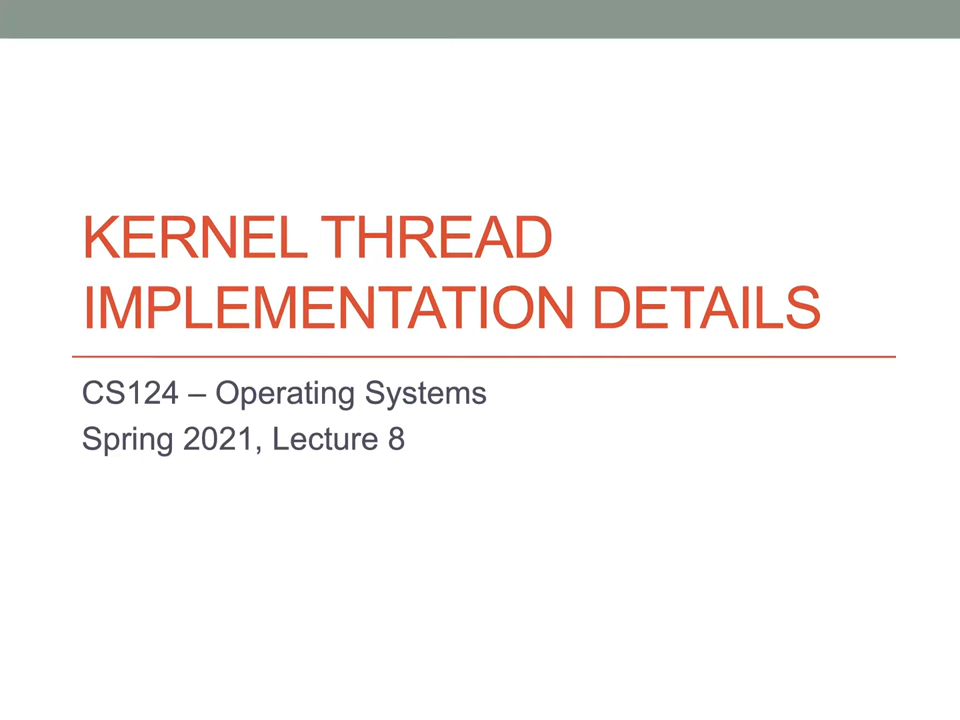 KERNEL THREAD
IMPLEMENTATION DETAILS
CS124 – Operating Systems
Spring 2021, Lecture 8